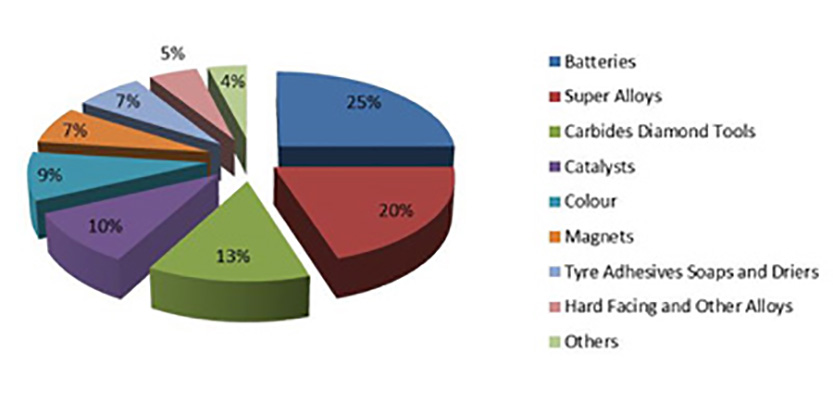 5%
4%
7%
25%
7%
9%
20%
10%
13%
Batteries
Super Alloys
Carbides Diamond Tools
Catalysts
Colour
Magnets
Tyre Adhesives Soaps and Driers
Hard Facing and Other Alloys
Others